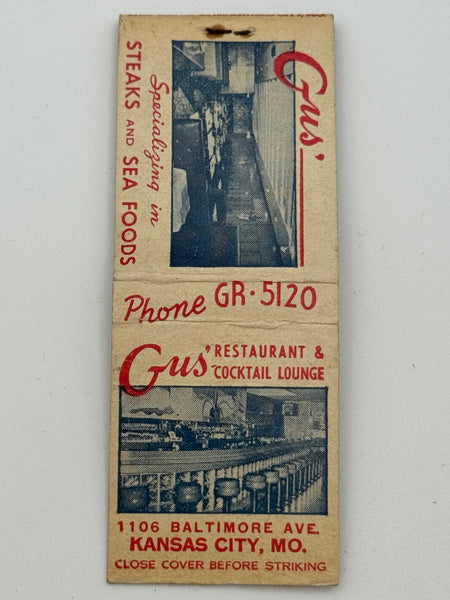 Gus'
Specializing in
STEAKS AND SEA FOODS
Phone GR·5120
Gus' RESTAURANT &
COCKTAIL LOUNGE
1106 BALTIMORE AVE.
KANSAS CITY, MO.
CLOSE COVER BEFORE STRIKING